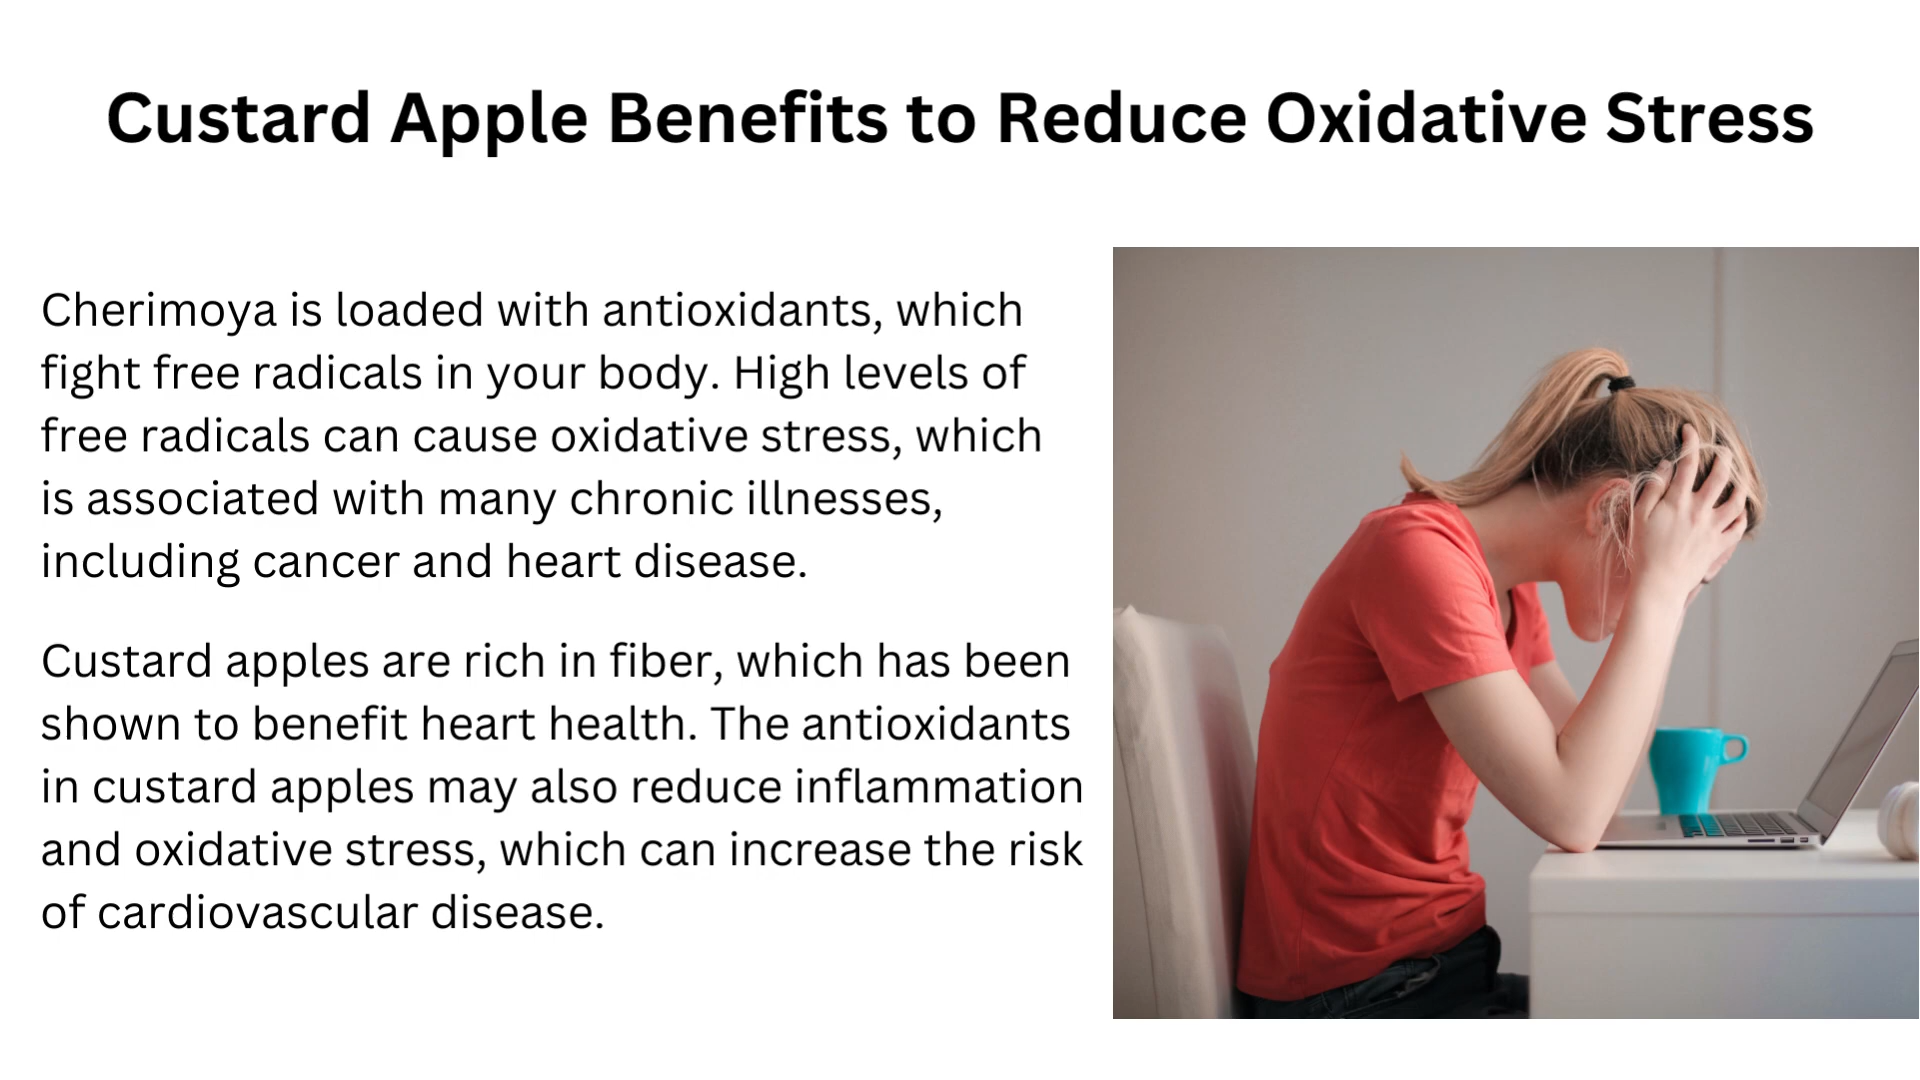 Custard Apple Benefits to Reduce Oxidative Stress
Cherimoya is loaded with antioxidants, which
fight free radicals in your body. High levels of
free radicals can cause oxidative stress, which
is associated with many chronic illnesses,
including cancer and heart disease.
Custard apples are rich in fiber, which has been
shown to benefit heart health. The antioxidants
in custard apples may also reduce inflammation
and oxidative stress, which can increase the risk
of cardiovascular disease.